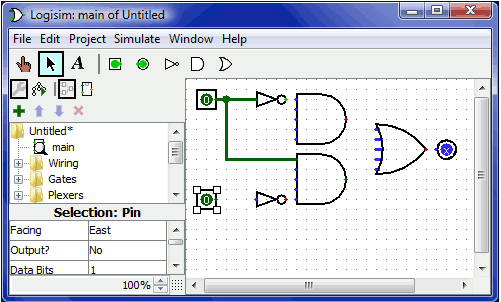 Logisim: main of Untitled
File Edit Project Simulate Window Help
A
Untitled*
main
Wiring
Gates
Plexers
Selection: Pin
Facing East
Output? No
Data Bits 1
100%
0
0
x